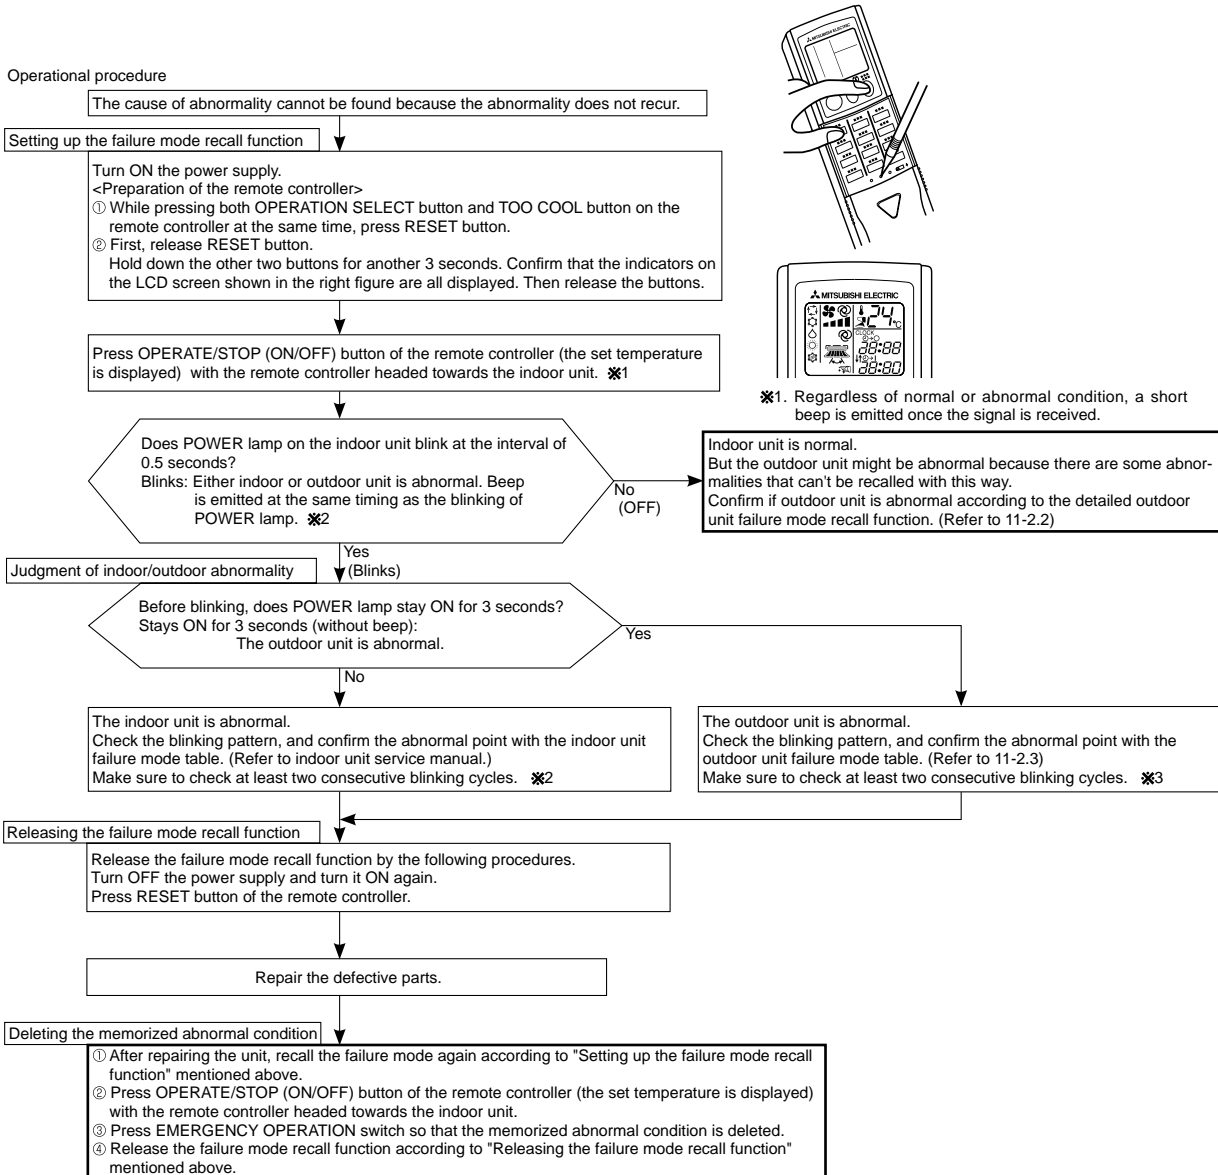 Operational procedure
The cause of abnormality cannot be found because the abnormality does not recur.
Setting up the failure mode recall function
Turn ON the power supply.
<Preparation of the remote controller>
① While pressing both OPERATION SELECT button and TOO COOL button on the
remote controller at the same time, press RESET button.
② First, release RESET button.
Hold down the other two buttons for another 3 seconds. Confirm that the indicators on
the LCD screen shown in the right figure are all displayed. Then release the buttons.
MITSUBISHI ELECTRIC
MITSUBISHI ELECTRIC
24°C
CLOCK
88:88
88:80
Press OPERATE/STOP (ON/OFF) button of the remote controller (the set temperature
is displayed) with the remote controller headed towards the indoor unit. ※1
※1. Regardless of normal or abnormal condition, a short
beep is emitted once the signal is received.
Does POWER lamp on the indoor unit blink at the interval of
0.5 seconds?
Blinks: Either indoor or outdoor unit is abnormal. Beep
is emitted at the same timing as the blinking of
POWER lamp. ※2
No
(OFF)
Indoor unit is normal.
But the outdoor unit might be abnormal because there are some abnor-
malities that can't be recalled with this way.
Confirm if outdoor unit is abnormal according to the detailed outdoor
unit failure mode recall function. (Refer to 11-2.2)
Yes
(Blinks)
Judgment of indoor/outdoor abnormality
Before blinking, does POWER lamp stay ON for 3 seconds?
Stays ON for 3 seconds (without beep):
The outdoor unit is abnormal.
Yes
No
The indoor unit is abnormal.
Check the blinking pattern, and confirm the abnormal point with the indoor unit
failure mode table. (Refer to indoor unit service manual.)
Make sure to check at least two consecutive blinking cycles. ※2
The outdoor unit is abnormal.
Check the blinking pattern, and confirm the abnormal point with the
outdoor unit failure mode table. (Refer to 11-2.3)
Make sure to check at least two consecutive blinking cycles. ※3
Releasing the failure mode recall function
Release the failure mode recall function by the following procedures.
Turn OFF the power supply and turn it ON again.
Press RESET button of the remote controller.
Repair the defective parts.
Deleting the memorized abnormal condition
① After repairing the unit, recall the failure mode again according to "Setting up the failure mode recall
function" mentioned above.
② Press OPERATE/STOP (ON/OFF) button of the remote controller (the set temperature is displayed)
with the remote controller headed towards the indoor unit.
③ Press EMERGENCY OPERATION switch so that the memorized abnormal condition is deleted.
④ Release the failure mode recall function according to "Releasing the failure mode recall function"
mentioned above.